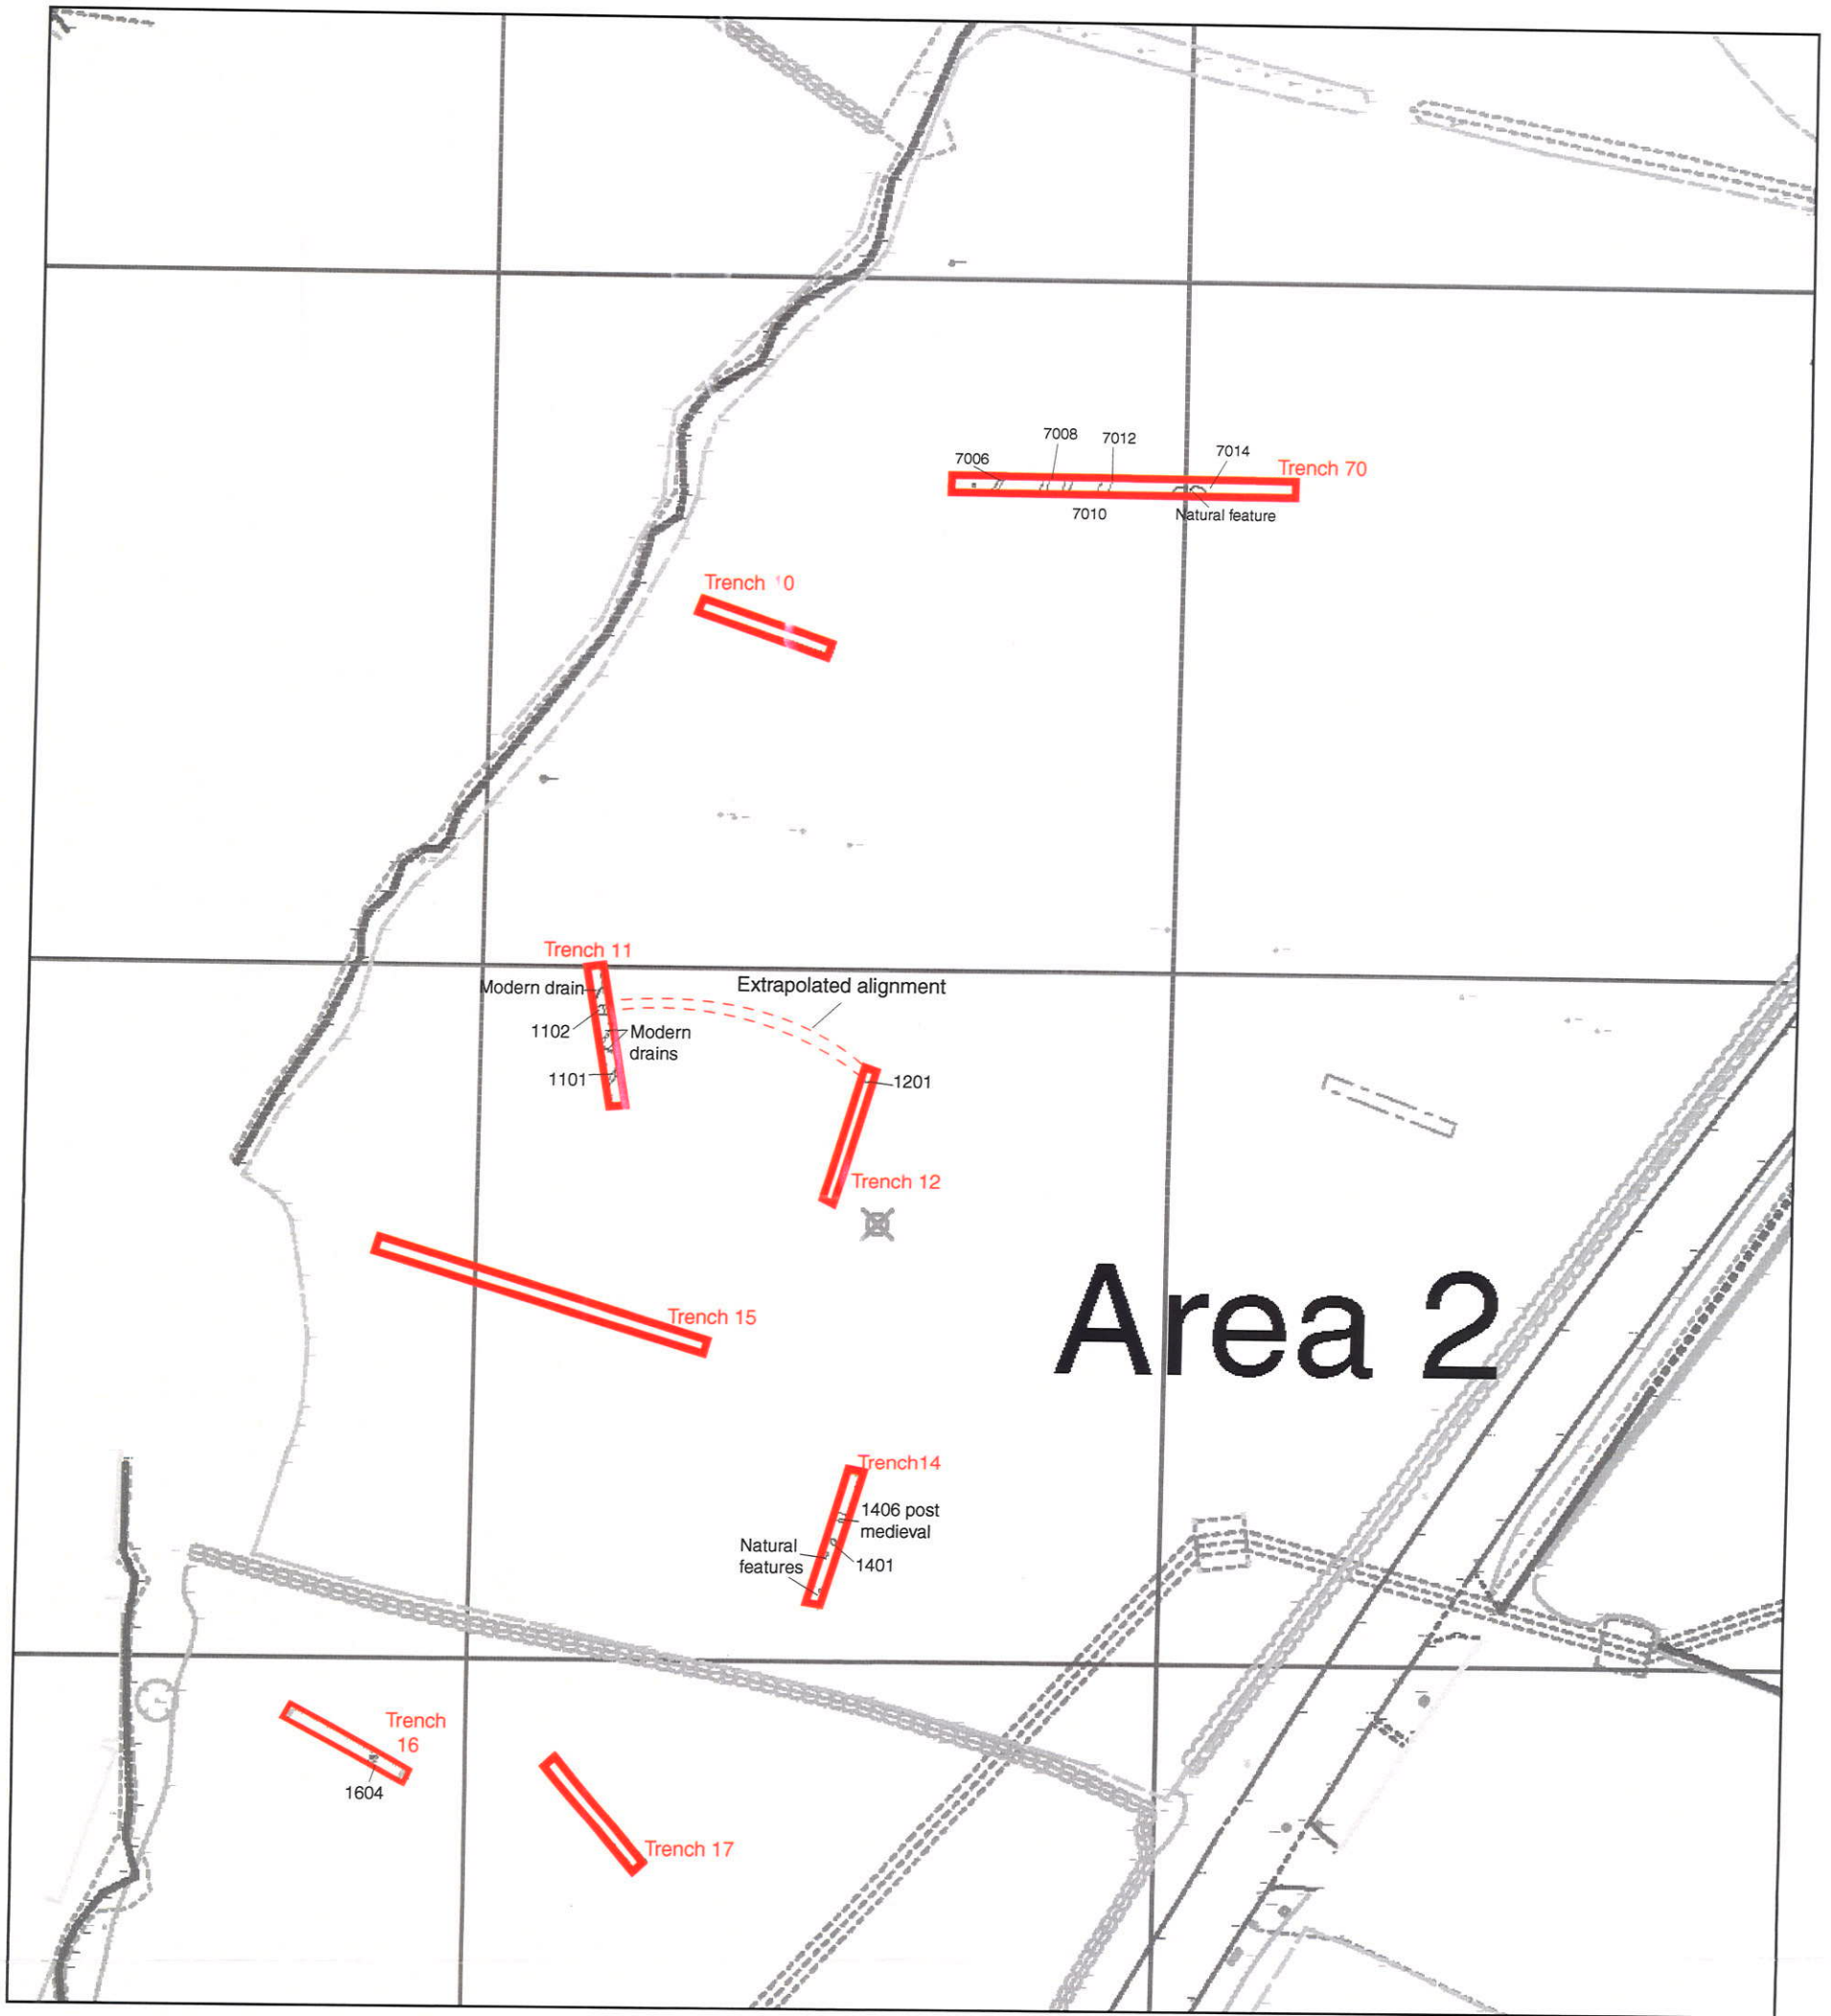 7008
7012
7006
7014
Trench 70
7010
Natural feature
Trench 10
Trench 11
Modern drain
Extrapolated alignment
1102
Modern
drains
1101
1201
Trench 12
Trench 15
Area 2
Trench14
1406 post
medieval
Natural
features
1401
Trench
16
1604
Trench 17